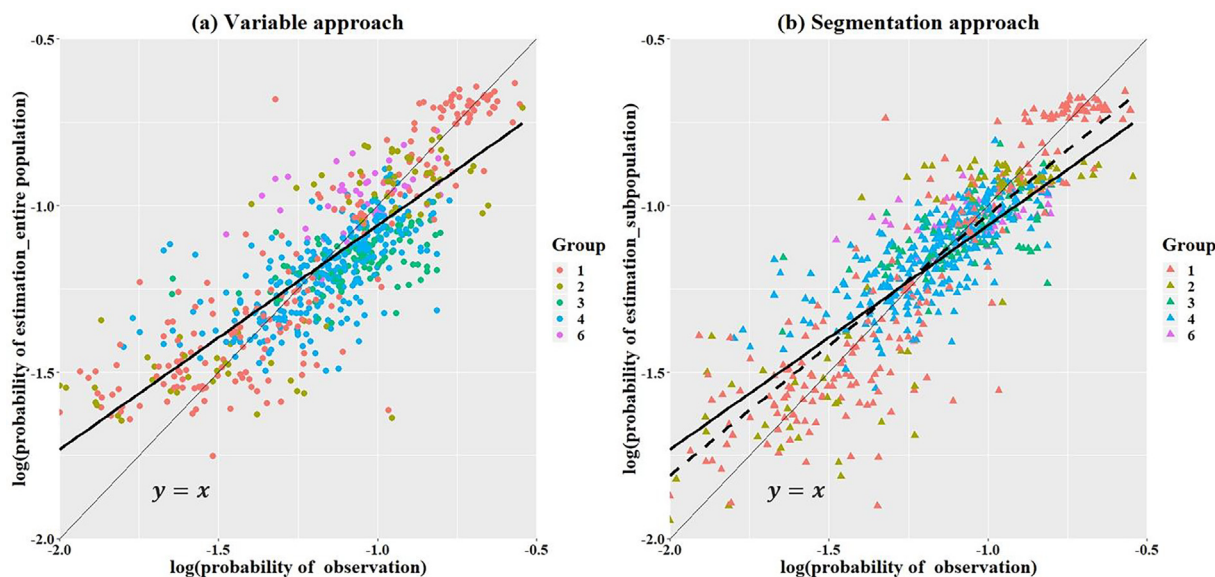 (a) Variable approach
-0.5
-1.0
-1.5
-2.0
log(probability of estimation_entire population)
y = x
-2.0 -1.5 -1.0 -0.5
log(probability of observation)
Group
1
2
3
4
6
(b) Segmentation approach
-0.5
-1.0
-1.5
-2.0
log(probability of estimation_subpopulation)
y = x
-2.0 -1.5 -1.0 -0.5
log(probability of observation)
Group
1
2
3
4
6